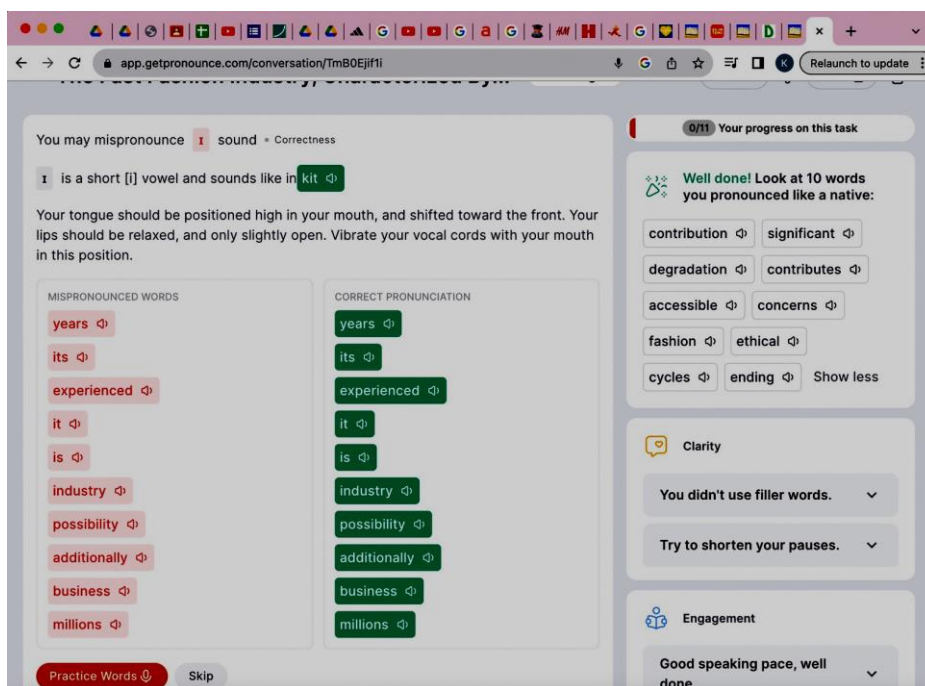 app.getpronounce.com/conversation/TmB0Ejif1i
Relaunch to update
You may mispronounce ɪ sound • Correctness
ɪ is a short [i] vowel and sounds like in kit
Your tongue should be positioned high in your mouth, and shifted toward the front. Your
lips should be relaxed, and only slightly open. Vibrate your vocal cords with your mouth
in this position.
MISPRONOUNCED WORDS
years
its
experienced
it
is
industry
possibility
additionally
business
millions
CORRECT PRONUNCIATION
years
its
experienced
it
is
industry
possibility
additionally
business
millions
Practice Words
Skip
0/11 Your progress on this task
Well done! Look at 10 words
you pronounced like a native:
contribution significant
degradation contributes
accessible concerns
fashion ethical
cycles ending Show less
Clarity
You didn't use filler words.
Try to shorten your pauses.
Engagement
Good speaking pace, well
done